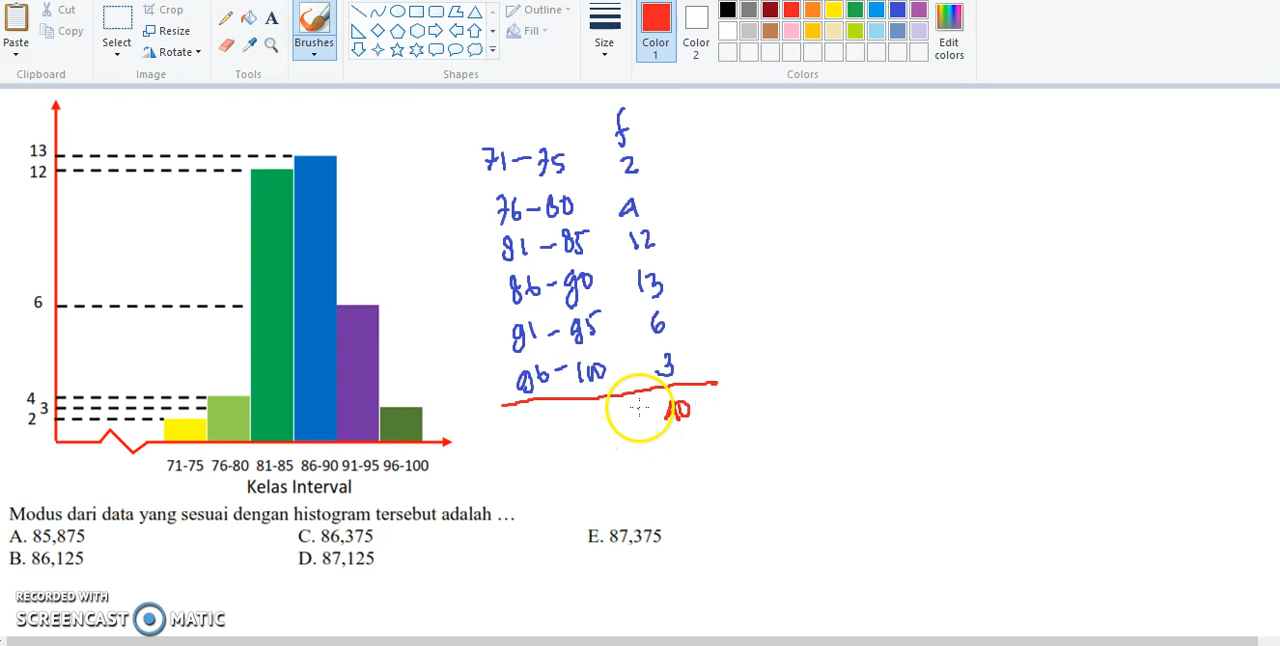 Cut
Copy
Paste
Clipboard
Select
Crop
Resize
Rotate
Image
A
Tools
Brushes
Shapes
Outline
Fill
Size
Color 1
Color 2
Edit colors
Colors
13
12
6
4
3
2
71-75 76-80 81-85 86-90 91-95 96-100
Kelas Interval
f
71-75 2
76-80 4
81-85 12
86-90 13
91-95 6
96-100 3
40
Modus dari data yang sesuai dengan histogram tersebut adalah …
A. 85,875 C. 86,375 E. 87,375
B. 86,125 D. 87,125
RECORDED WITH
SCREENCAST MATIC